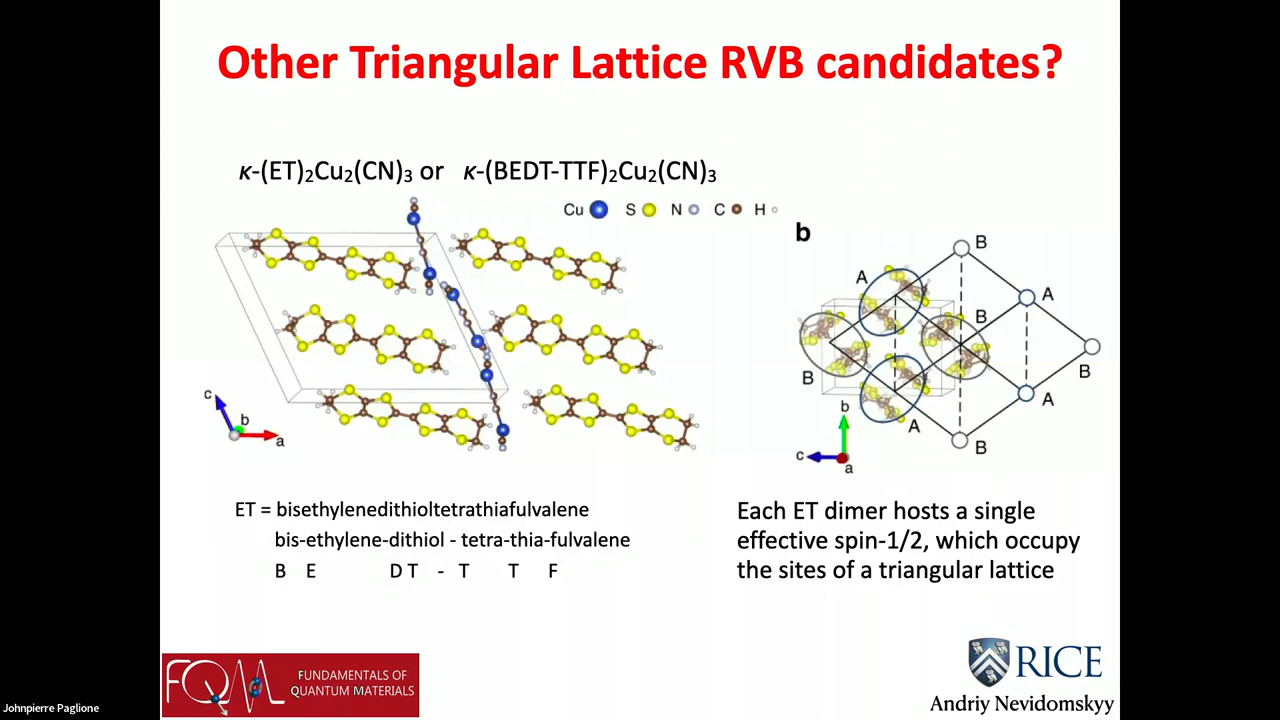 Other Triangular Lattice RVB candidates?
κ-(ET)₂Cu₂(CN)₃ or κ-(BEDT-TTF)₂Cu₂(CN)₃
Cu S N C H
c
b
a
b
B
A
A
B
B
B
A
A
B
b
c
a
ET = bisethylenedithioltetrathiafulvalene
bis-ethylene-dithiol - tetra-thia-fulvalene
B E DT - T T F
Each ET dimer hosts a single
effective spin-1/2, which occupy
the sites of a triangular lattice
FQM
FUNDAMENTALS OF
QUANTUM MATERIALS
RICE
Andriy Nevidomskyy
Johnpierre Paglione